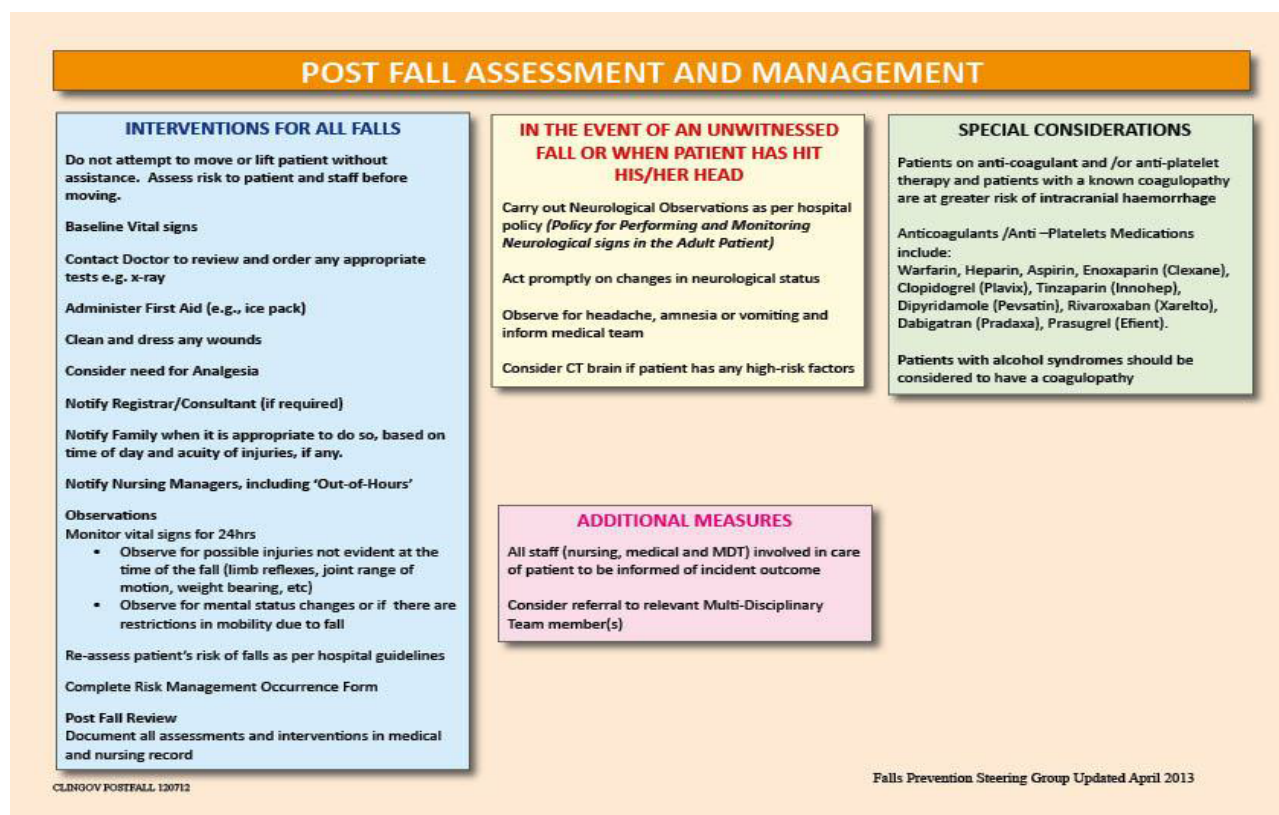 POST FALL ASSESSMENT AND MANAGEMENT
INTERVENTIONS FOR ALL FALLS
Do not attempt to move or lift patient without
assistance.  Assess risk to patient and staff before
moving.
Baseline Vital signs
Contact Doctor to review and order any appropriate
tests e.g. x-ray
Administer First Aid (e.g., ice pack)
Clean and dress any wounds
Consider need for Analgesia
Notify Registrar/Consultant (if required)
Notify Family when it is appropriate to do so, based on
time of day and acuity of injuries, if any.
Notify Nursing Managers, including ‘Out-of-Hours’
Observations
Monitor vital signs for 24hrs
• Observe for possible injuries not evident at the
time of the fall (limb reflexes, joint range of
motion, weight bearing, etc)
• Observe for mental status changes or if  there are
restrictions in mobility due to fall
Re-assess patient’s risk of falls as per hospital guidelines
Complete Risk Management Occurrence Form
Post Fall Review
Document all assessments and interventions in medical
and nursing record
IN THE EVENT OF AN UNWITNESSED
FALL OR WHEN PATIENT HAS HIT
HIS/HER HEAD
Carry out Neurological Observations as per hospital
policy (Policy for Performing and Monitoring
Neurological signs in the Adult Patient)
Act promptly on changes in neurological status
Observe for headache, amnesia or vomiting and
inform medical team
Consider CT brain if patient has any high-risk factors
SPECIAL CONSIDERATIONS
Patients on anti-coagulant and /or anti-platelet
therapy and patients with a known coagulopathy
are at greater risk of intracranial haemorrhage
Anticoagulants /Anti –Platelets Medications
include:
Warfarin, Heparin, Aspirin, Enoxaparin (Clexane),
Clopidogrel (Plavix), Tinzaparin (Innohep),
Dipyridamole (Pevsatin), Rivaroxaban (Xarelto),
Dabigatran (Pradaxa), Prasugrel (Efient).
Patients with alcohol syndromes should be
considered to have a coagulopathy
ADDITIONAL MEASURES
All staff (nursing, medical and MDT) involved in care
of patient to be informed of incident outcome
Consider referral to relevant Multi-Disciplinary
Team member(s)
CLINGOV POSTFALL 120712
Falls Prevention Steering Group Updated April 2013